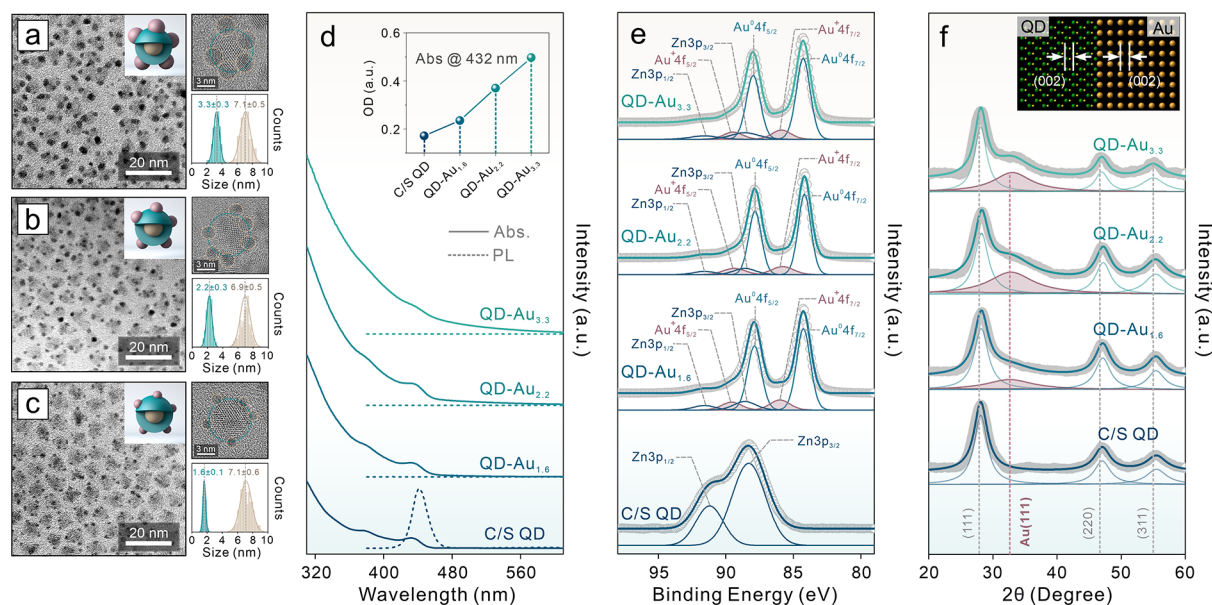 a
20 nm
3 nm
3.3±0.3
7.1±0.5
Counts
0 2 4 6 8 10
Size (nm)
b
20 nm
3 nm
2.2±0.3
6.9±0.5
Counts
0 2 4 6 8 10
Size (nm)
c
20 nm
3 nm
1.6±0.1
7.1±0.6
Counts
0 2 4 6 8 10
Size (nm)
d
0.6
0.4
0.2
OD (a.u.)
Abs @ 432 nm
C/S QD
QD-Au1.6
QD-Au2.2
QD-Au3.3
Abs.
PL
QD-Au3.3
QD-Au2.2
QD-Au1.6
C/S QD
Intensity (a.u.)
320 440 560
Wavelength (nm)
e
Au⁰4f5/2
Au⁺4f7/2
Zn3p3/2
Au⁺4f5/2
Au⁰4f7/2
Zn3p1/2
QD-Au3.3
Au⁰4f5/2
Au⁺4f7/2
Zn3p3/2
Au⁺4f5/2
Au⁰4f7/2
Zn3p1/2
QD-Au2.2
Au⁰4f5/2
Au⁺4f7/2
Zn3p3/2
Au⁺4f5/2
Au⁰4f7/2
Zn3p1/2
QD-Au1.6
Zn3p3/2
Zn3p1/2
C/S QD
Intensity (a.u.)
96 92 88 84 80
Binding Energy (eV)
f
QD
Au
(002)
(002)
QD-Au3.3
QD-Au2.2
QD-Au1.6
C/S QD
(111)
Au(111)
(220)
(311)
Intensity (a.u.)
20 30 40 50 60
2θ (Degree)